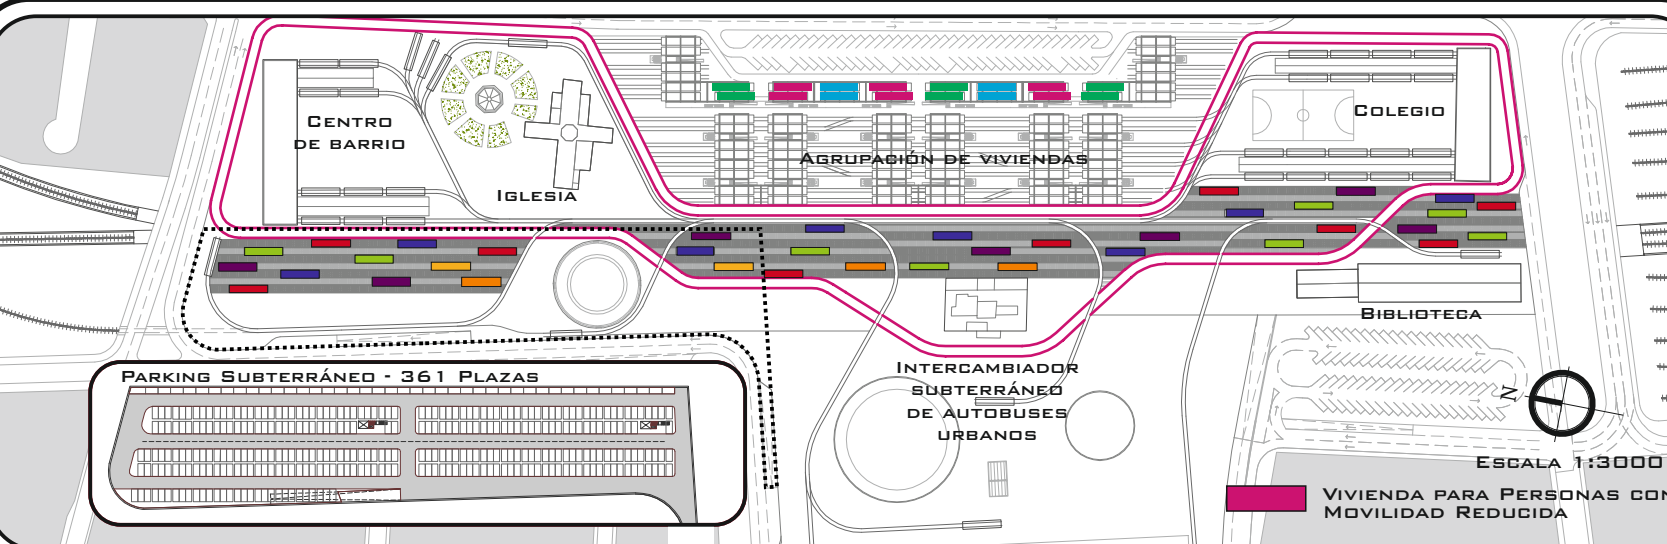 Centro
de barrio
Iglesia
Agrupación de viviendas
Colegio
Biblioteca
Intercambiador
subterráneo
de autobuses
urbanos
Parking Subterráneo - 361 Plazas
N
Escala 1:3000
Vivienda para Personas con
Movilidad Reducida